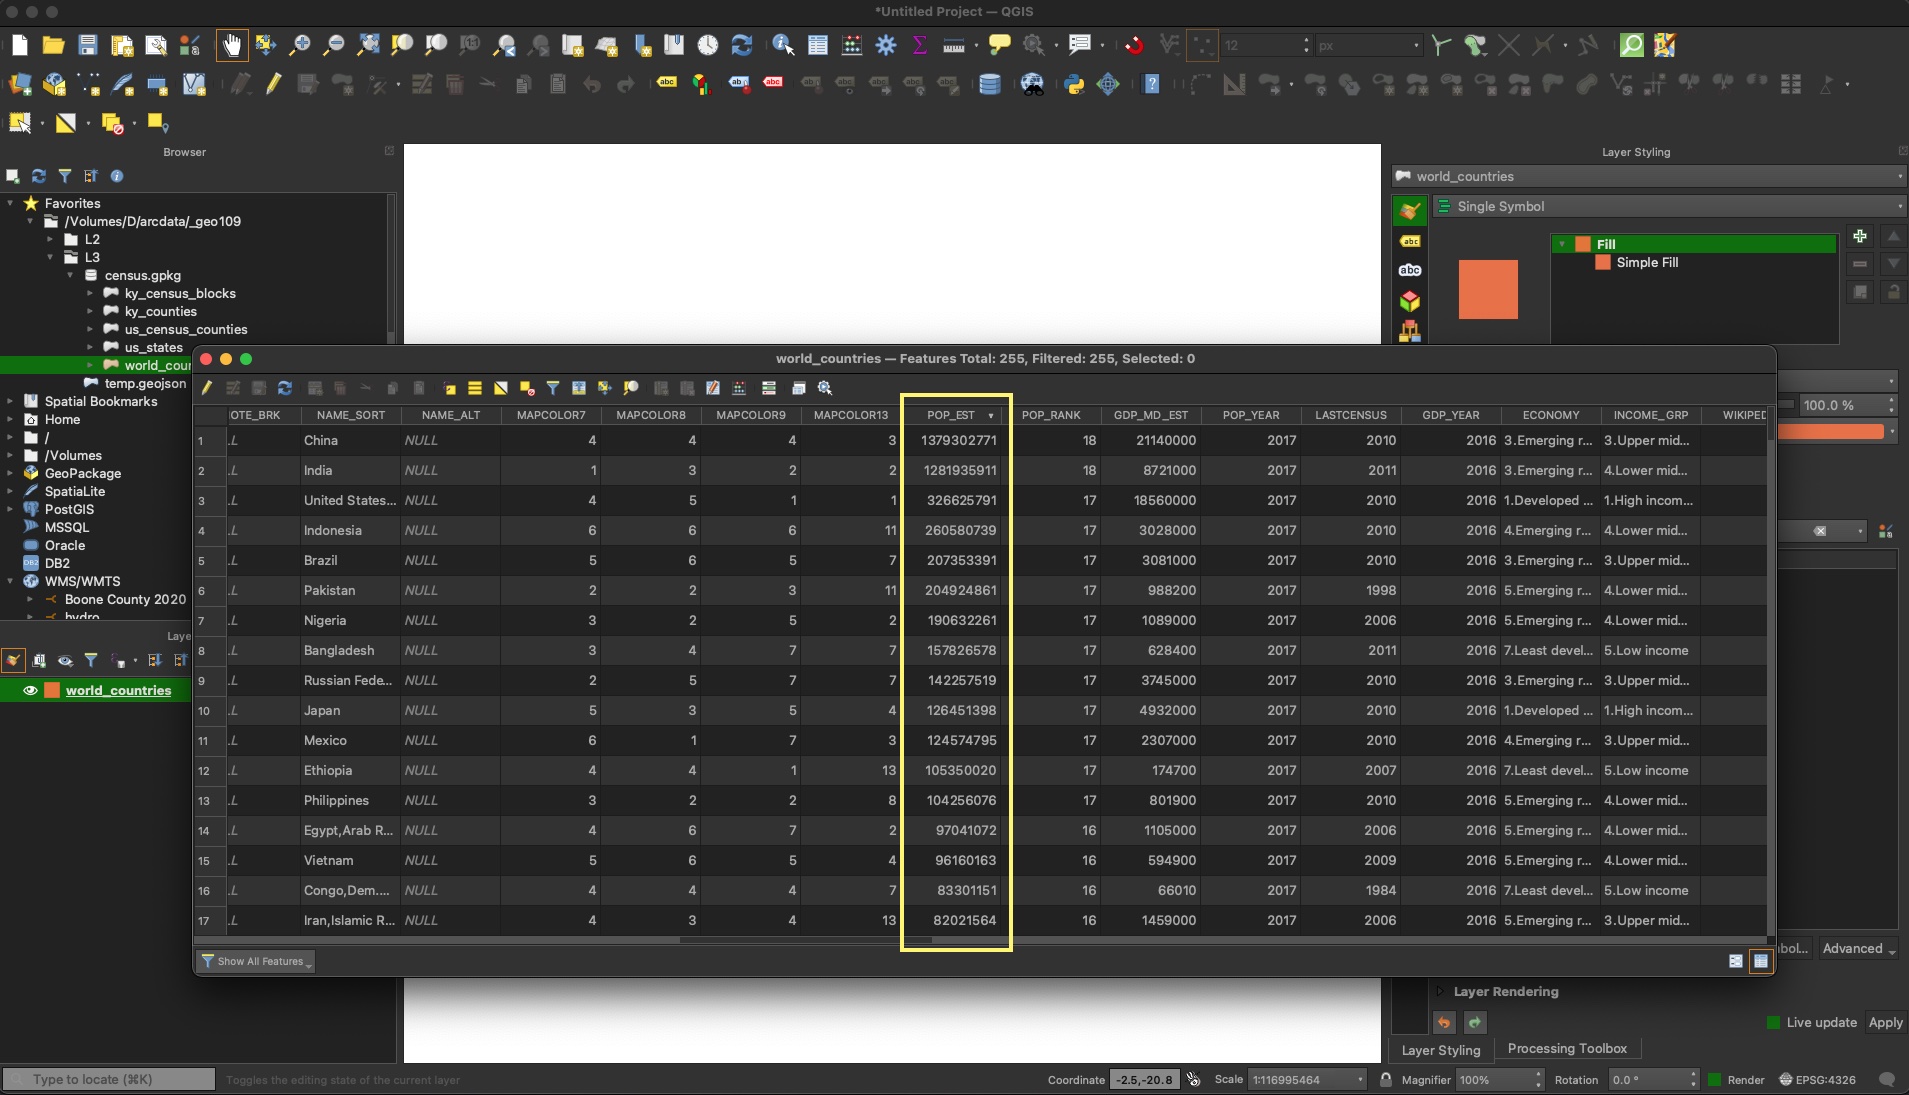 *Untitled Project — QGIS
12 px
Browser
Favorites
/Volumes/D/arcdata/_geo109
L2
L3
census.gpkg
ky_census_blocks
ky_counties
us_census_counties
us_states
world_cour
temp.geojson
Spatial Bookmarks
Home
/
/Volumes
GeoPackage
SpatiaLite
PostGIS
MSSQL
Oracle
DB2
WMS/WMTS
Boone County 2020
hydro
Laye
world_countries
Layer Styling
world_countries
Single Symbol
Fill
Simple Fill
100.0 %
world_countries — Features Total: 255, Filtered: 255, Selected: 0
OTE_BRK NAME_SORT NAME_ALT MAPCOLOR7 MAPCOLOR8 MAPCOLOR9 MAPCOLOR13 POP_EST POP_RANK GDP_MD_EST POP_YEAR LASTCENSUS GDP_YEAR ECONOMY INCOME_GRP WIKIPED
1 .L China NULL 4 4 4 3 1379302771 18 21140000 2017 2010 2016 3.Emerging r... 3.Upper mid...
2 .L India NULL 1 3 2 2 1281935911 18 8721000 2017 2011 2016 3.Emerging r... 4.Lower mid...
3 .L United States... NULL 4 5 1 1 326625791 17 18560000 2017 2010 2016 1.Developed ... 1.High incom...
4 .L Indonesia NULL 6 6 6 11 260580739 17 3028000 2017 2010 2016 4.Emerging r... 4.Lower mid...
5 .L Brazil NULL 5 6 5 7 207353391 17 3081000 2017 2010 2016 3.Emerging r... 3.Upper mid...
6 .L Pakistan NULL 2 2 3 11 204924861 17 988200 2017 1998 2016 5.Emerging r... 4.Lower mid...
7 .L Nigeria NULL 3 2 5 2 190632261 17 1089000 2017 2006 2016 5.Emerging r... 4.Lower mid...
8 .L Bangladesh NULL 3 4 7 7 157826578 17 628400 2017 2011 2016 7.Least devel... 5.Low income
9 .L Russian Fede... NULL 2 5 7 7 142257519 17 3745000 2017 2010 2016 3.Emerging r... 3.Upper mid...
10 .L Japan NULL 5 3 5 4 126451398 17 4932000 2017 2010 2016 1.Developed ... 1.High incom...
11 .L Mexico NULL 6 1 7 3 124574795 17 2307000 2017 2010 2016 4.Emerging r... 3.Upper mid...
12 .L Ethiopia NULL 4 4 1 13 105350020 17 174700 2017 2007 2016 7.Least devel... 5.Low income
13 .L Philippines NULL 3 2 2 8 104256076 17 801900 2017 2010 2016 5.Emerging r... 4.Lower mid...
14 .L Egypt,Arab R... NULL 4 6 7 2 97041072 16 1105000 2017 2006 2016 5.Emerging r... 4.Lower mid...
15 .L Vietnam NULL 5 6 5 4 96160163 16 594900 2017 2009 2016 5.Emerging r... 4.Lower mid...
16 .L Congo,Dem.... NULL 4 4 4 7 83301151 16 66010 2017 1984 2016 7.Least devel... 5.Low income
17 .L Iran,Islamic R... NULL 4 3 4 13 82021564 16 1459000 2017 2006 2016 5.Emerging r... 3.Upper mid...
Show All Features
bol... Advanced
Layer Rendering
Live update Apply
Layer Styling Processing Toolbox
Type to locate (⌘K) Toggles the editing state of the current layer Coordinate -2.5,-20.8 Scale 1:116995464 Magnifier 100% Rotation 0.0 ° Render EPSG:4326